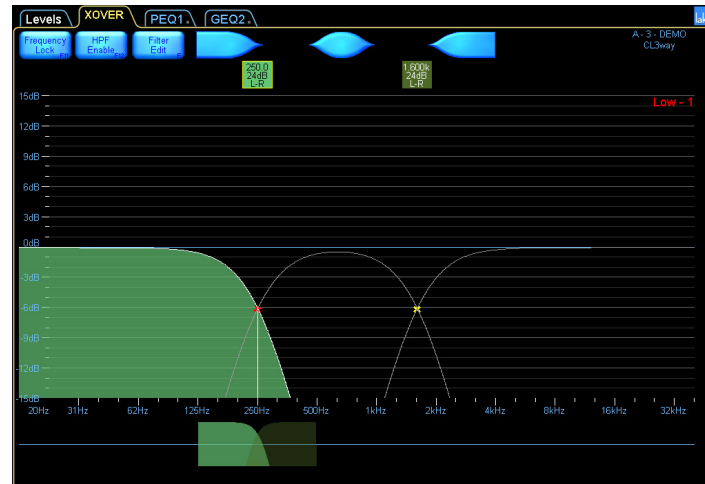 Levels XOVER PEQ1 GEQ2
Frequency Lock HPF Enable Filter Edit
A - 3 - DEMO
CL3way
250.0
24dB
L-R
1.600k
24dB
L-R
Low - 1
15dB
12dB
9dB
6dB
3dB
0dB
-3dB
-6dB
-9dB
-12dB
-15dB
20Hz 31Hz 62Hz 125Hz 250Hz 500Hz 1kHz 2kHz 4kHz 8kHz 16kHz 32kHz